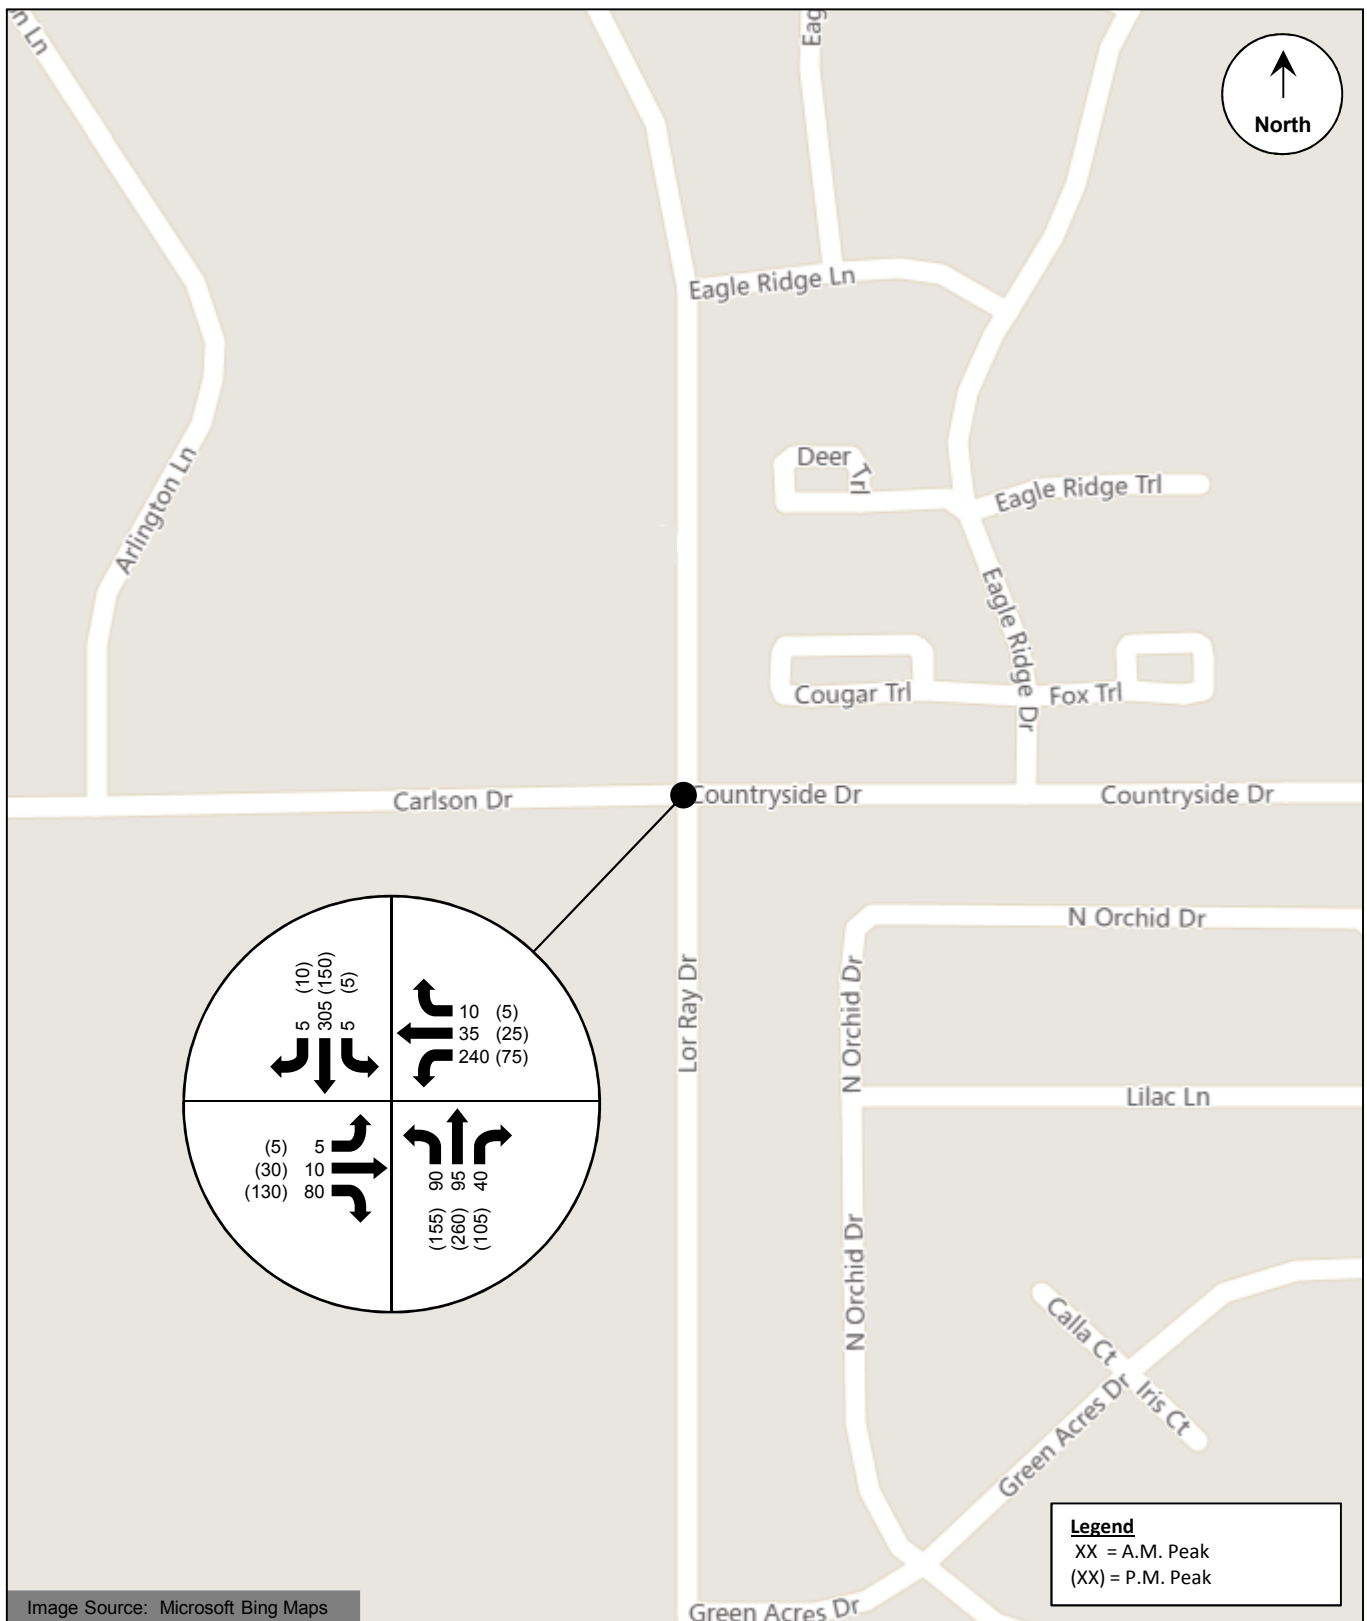 n Ln
Eag
North
Eagle Ridge Ln
Deer
Trl
Eagle Ridge Trl
Arlington Ln
Eagle Ridge Dr
Cougar Trl
Fox Trl
Carlson Dr
Countryside Dr
Countryside Dr
N Orchid Dr
Lor Ray Dr
N Orchid Dr
Lilac Ln
N Orchid Dr
5 (10)
305 (150)
5 (5)
10 (5)
35 (25)
240 (75)
(5) 5
(30) 10
(130) 80
(155) 90
(260) 95
(105) 40
Calla Ct
Iris Ct
Green Acres Dr
Green Acres Dr
Legend
XX = A.M. Peak
(XX) = P.M. Peak
Image Source: Microsoft Bing Maps